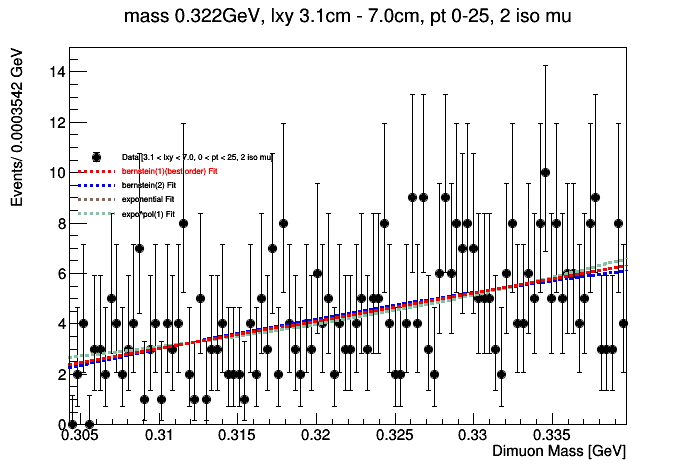 mass 0.322GeV, lxy 3.1cm - 7.0cm, pt 0-25, 2 iso mu
Events/ 0.0003542 GeV
14
12
10
8
6
4
2
0
Data[3.1 < lxy < 7.0, 0 < pt < 25, 2 iso mu]
bernstein(1)(best order) Fit
bernstein(2) Fit
exponential Fit
expo*pol(1) Fit
0.305 0.31 0.315 0.32 0.325 0.33 0.335
Dimuon Mass [GeV]